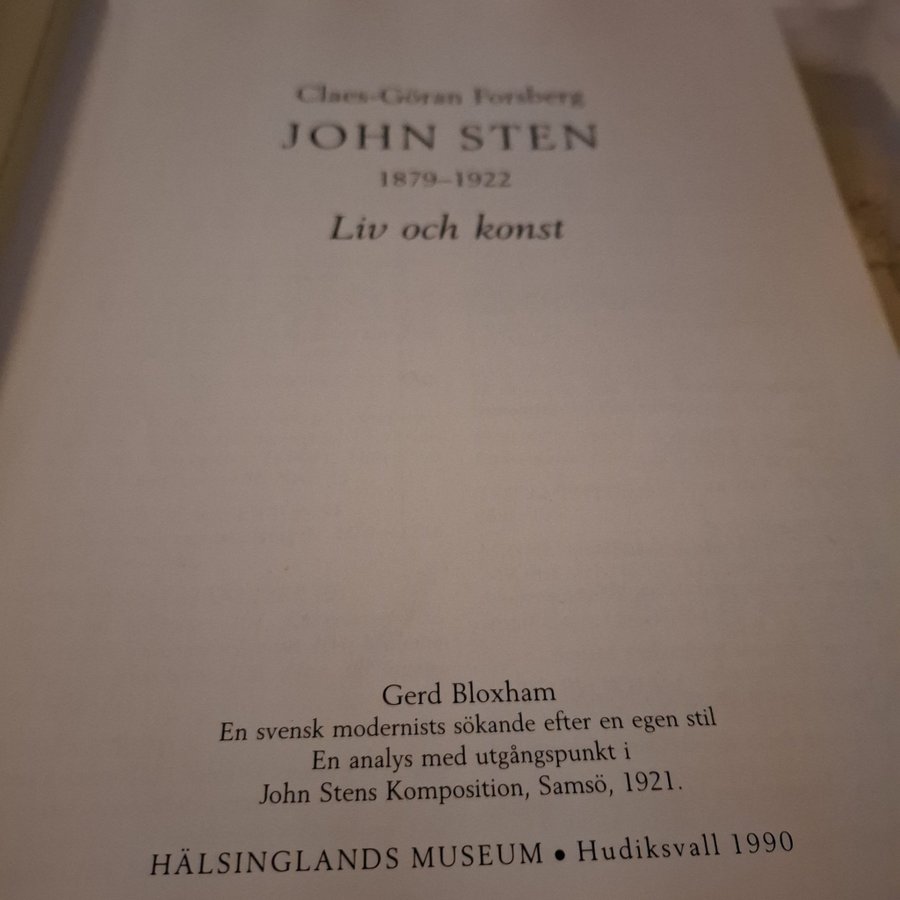 Claes-Göran Forsberg
JOHN STEN
1879–1922
Liv och konst
Gerd Bloxham
En svensk modernists sökande efter en egen stil
En analys med utgångspunkt i
John Stens Komposition, Samsö, 1921.
HÄLSINGLANDS MUSEUM • Hudiksvall 1990